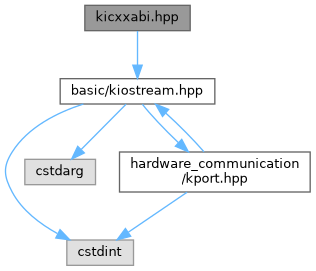 kicxxabi.hpp
basic/kiostream.hpp
cstdarg
hardware_communication
/kport.hpp
cstdint